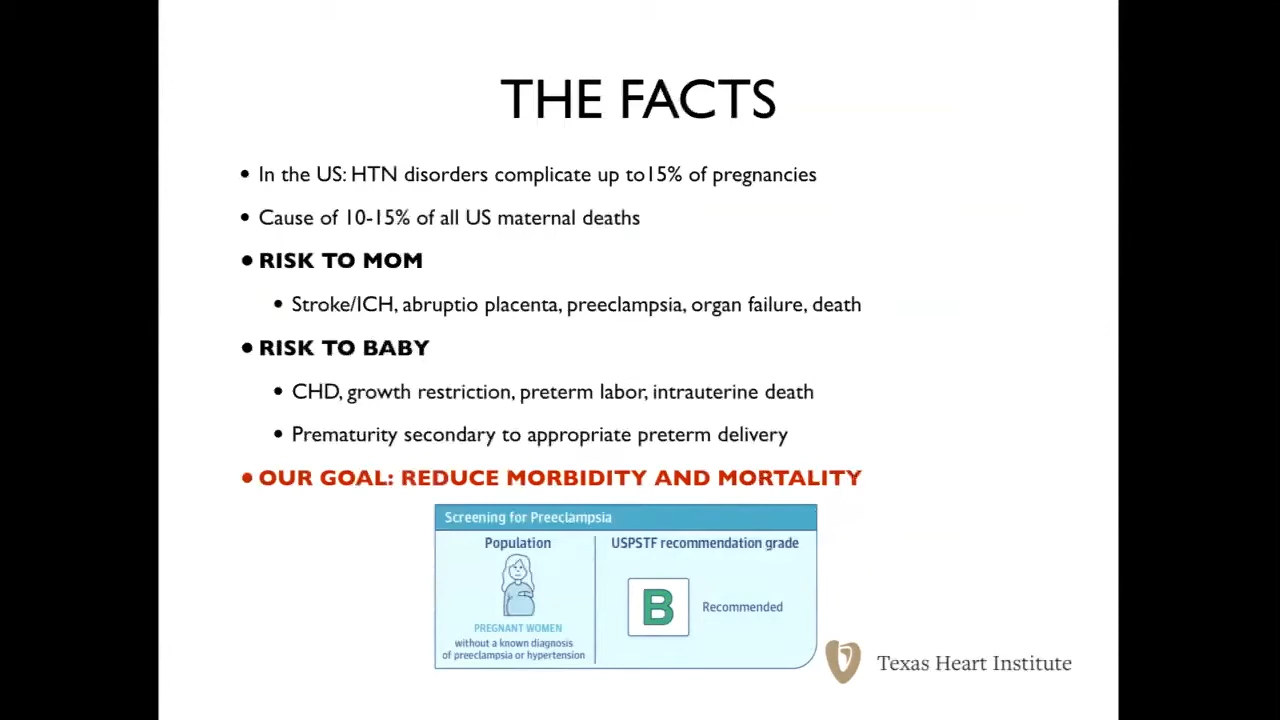 THE FACTS
• In the US: HTN disorders complicate up to15% of pregnancies
• Cause of 10-15% of all US maternal deaths
• RISK TO MOM
• Stroke/ICH, abruptio placenta, preeclampsia, organ failure, death
• RISK TO BABY
• CHD, growth restriction, preterm labor, intrauterine death
• Prematurity secondary to appropriate preterm delivery
• OUR GOAL: REDUCE MORBIDITY AND MORTALITY
Screening for Preeclampsia
Population
PREGNANT WOMEN
without a known diagnosis
of preeclampsia or hypertension
USPSTF recommendation grade
B Recommended
Texas Heart Institute